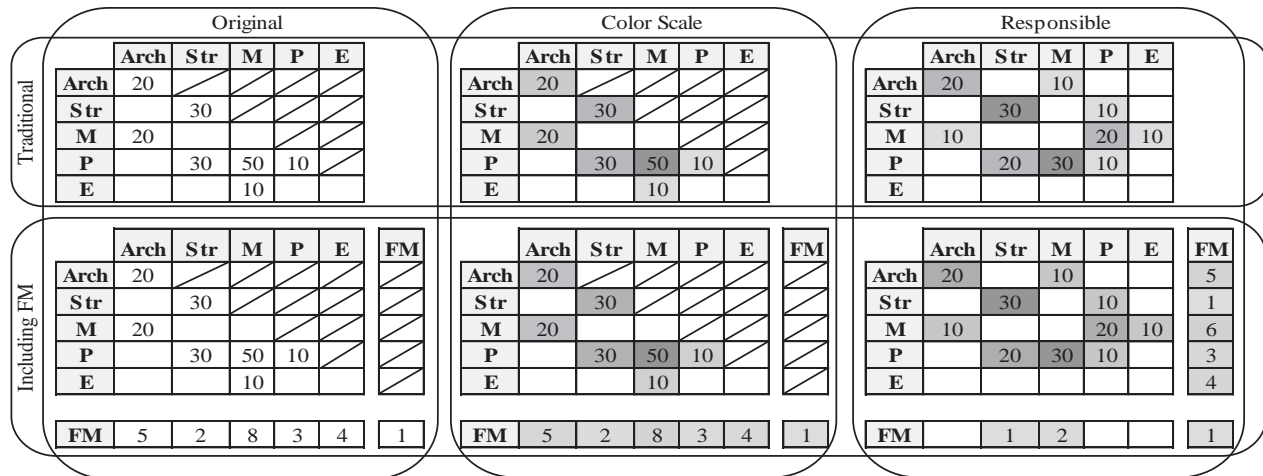 Original Color Scale Responsible
Traditional
Arch Str M P E Arch Str M P E Arch Str M P E
Arch 20 Arch 20 Arch 20 10
Str 30 Str 30 Str 30 10
M 20 M 20 M 10 20 10
P 30 50 10 P 30 50 10 P 20 30 10
E 10 E 10 E
Including FM
Arch Str M P E FM Arch Str M P E FM Arch Str M P E FM
Arch 20 Arch 20 Arch 20 10 5
Str 30 Str 30 Str 30 10 1
M 20 M 20 M 10 20 10 6
P 30 50 10 P 30 50 10 P 20 30 10 3
E 10 E 10 E 4
FM 5 2 8 3 4 1 FM 5 2 8 3 4 1 FM 1 2 1